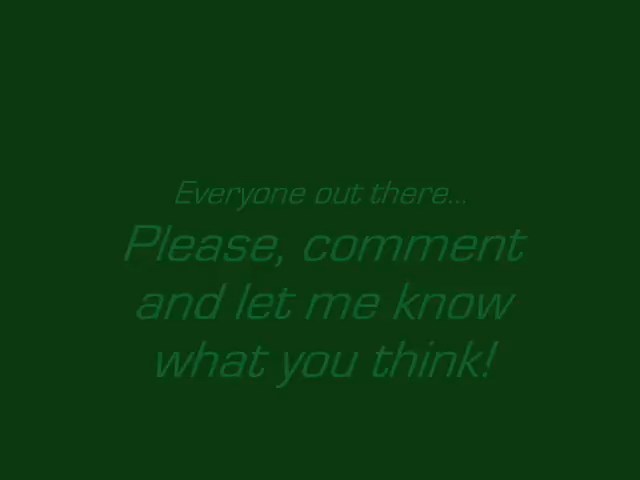 Everyone out there...
Please, comment
and let me know
what you think!